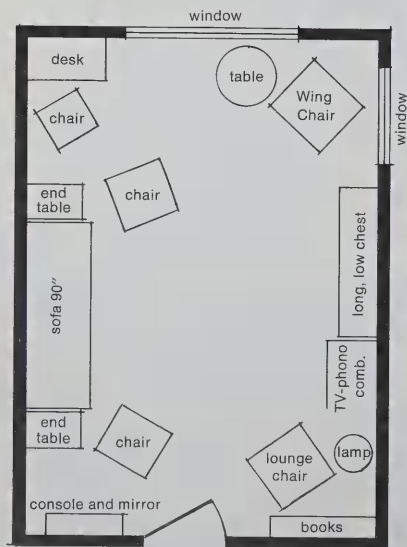 window
desk
table
Wing
Chair
window
chair
end
table
chair
long, low chest
sofa 90"
TV-phono
comb.
end
table
chair
lounge
chair
lamp
console and mirror
books